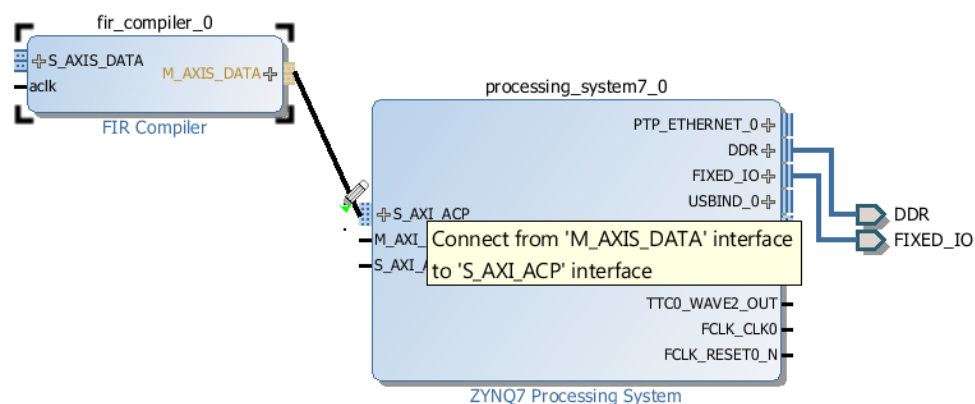 fir_compiler_0
S_AXIS_DATA
M_AXIS_DATA
aclk
FIR Compiler
processing_system7_0
PTP_ETHERNET_0
DDR
FIXED_IO
USBIND_0
S_AXI_ACP
M_AXI_
S_AXI_A
Connect from 'M_AXIS_DATA' interface
to 'S_AXI_ACP' interface
TTC0_WAVE2_OUT
FCLK_CLK0
FCLK_RESET0_N
ZYNQ7 Processing System
DDR
FIXED_IO